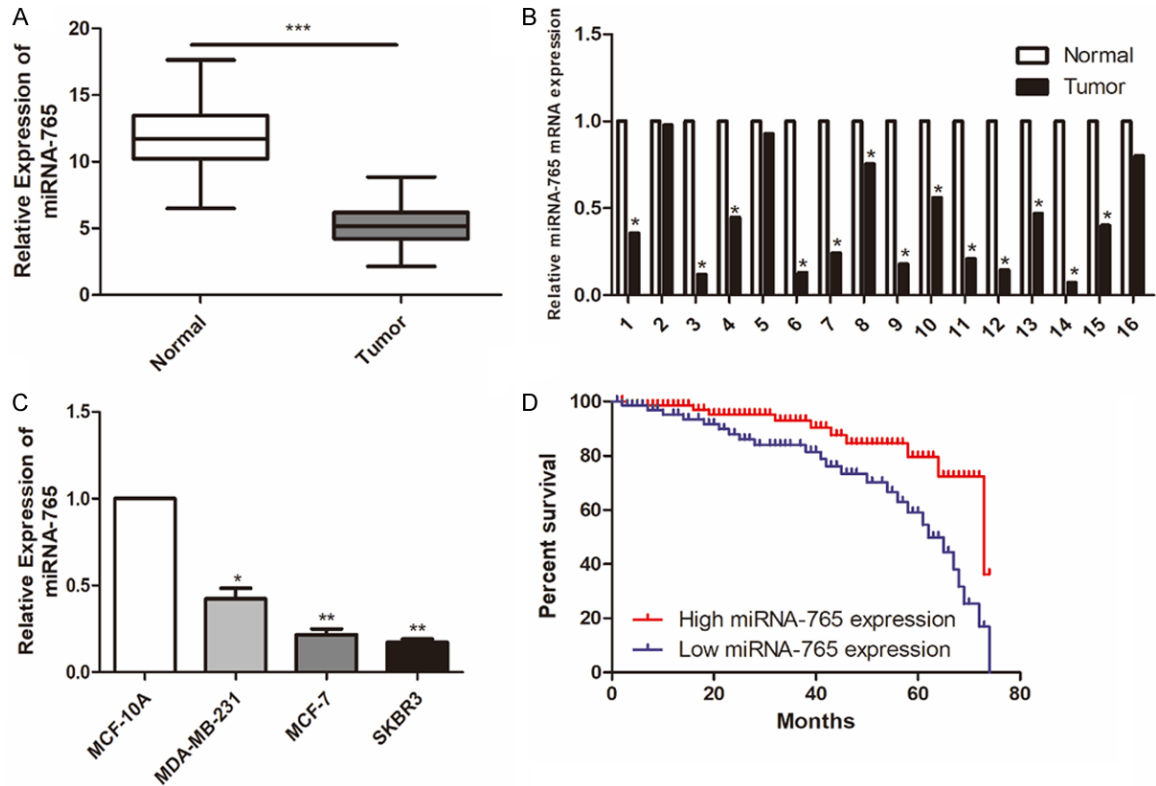 A
Relative Expression of
miRNA-765
20
15
10
5
0
***
Normal
Tumor
B
Relative miRNA-765 mRNA expression
1.5
1.0
0.5
0.0
Normal
Tumor
* * * * * * * * * * * * *
1 2 3 4 5 6 7 8 9 10 11 12 13 14 15 16
C
Relative Expression of
miRNA-765
1.5
1.0
0.5
0.0
*
**
**
MCF-10A
MDA-MB-231
MCF-7
SKBR3
D
Percent survival
100
80
60
40
20
0
High miRNA-765 expression
Low miRNA-765 expression
0 20 40 60 80
Months